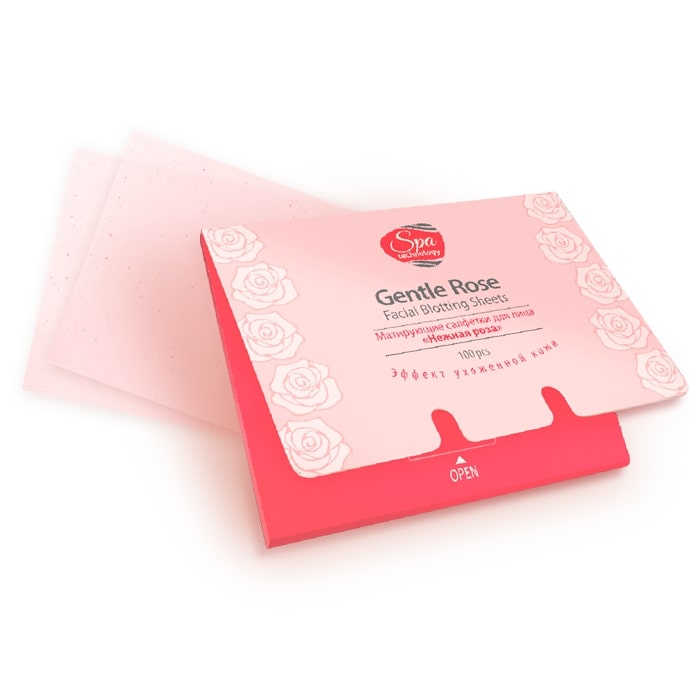 Spa
technology
Gentle Rose
Facial Blotting Sheets
Матирующие салфетки для лица
«Нежная роза»
100 pcs
Эффект ухоженной кожи
OPEN